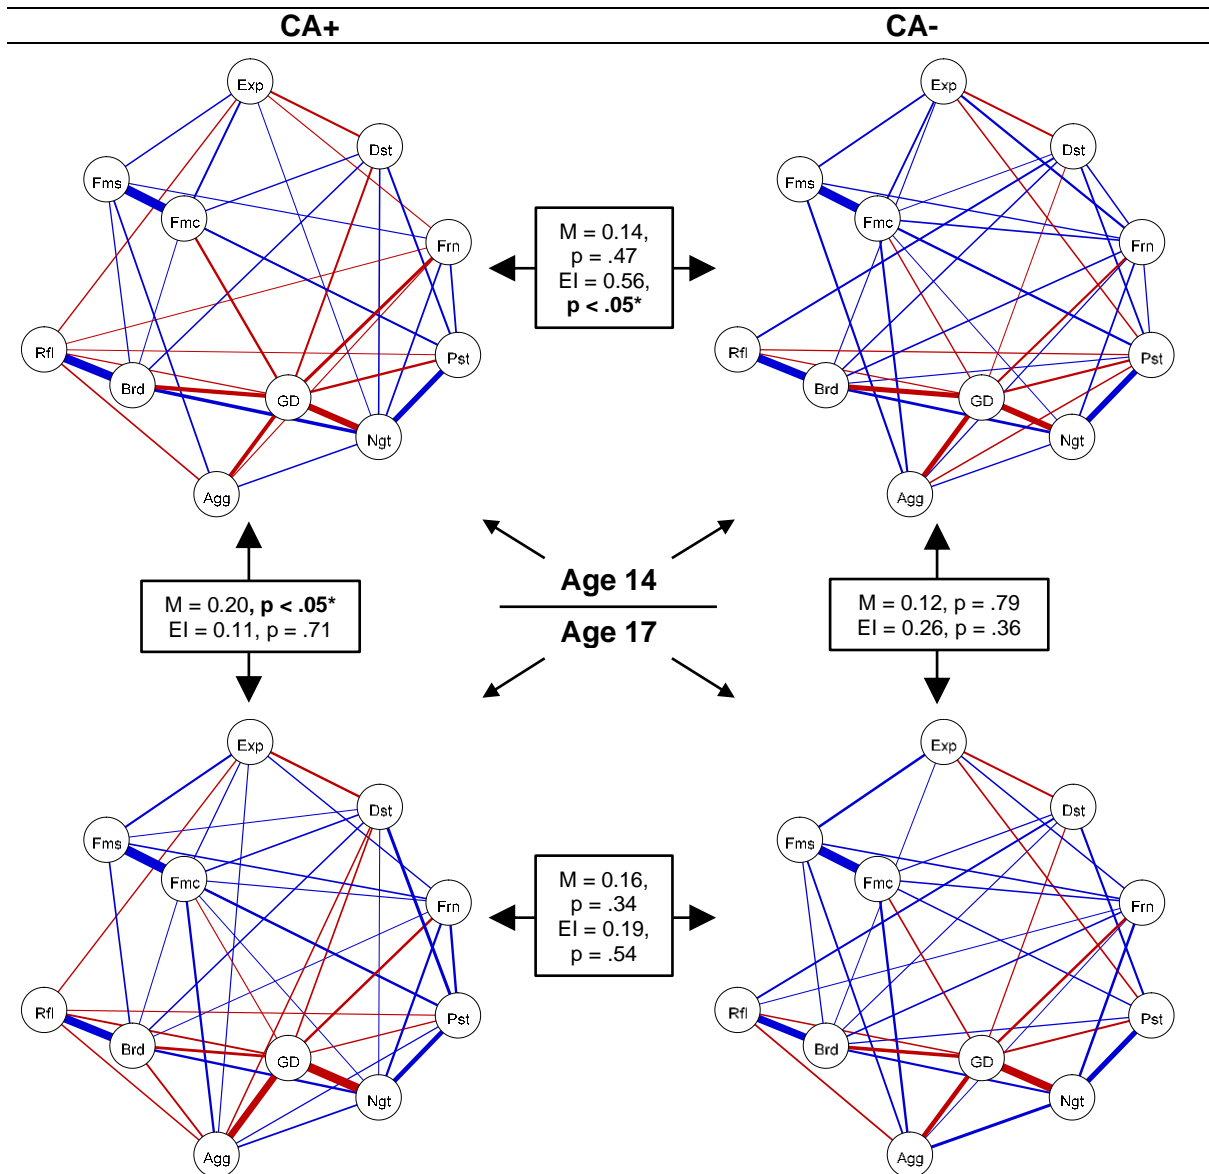 CA+ CA-
Exp
Dst
Fms
Fmc
Frn
Rfl
Brd
GD
Pst
Ngt
Agg
M = 0.14,
p = .47
EI = 0.56,
p < .05*
Exp
Dst
Fms
Fmc
Frn
Rfl
Brd
GD
Pst
Ngt
Agg
M = 0.20, p < .05*
EI = 0.11, p = .71
Age 14
Age 17
M = 0.12, p = .79
EI = 0.26, p = .36
Exp
Dst
Fms
Fmc
Frn
Rfl
Brd
GD
Pst
Ngt
Agg
M = 0.16,
p = .34
EI = 0.19,
p = .54
Exp
Dst
Fms
Fmc
Frn
Rfl
Brd
GD
Pst
Ngt
Agg